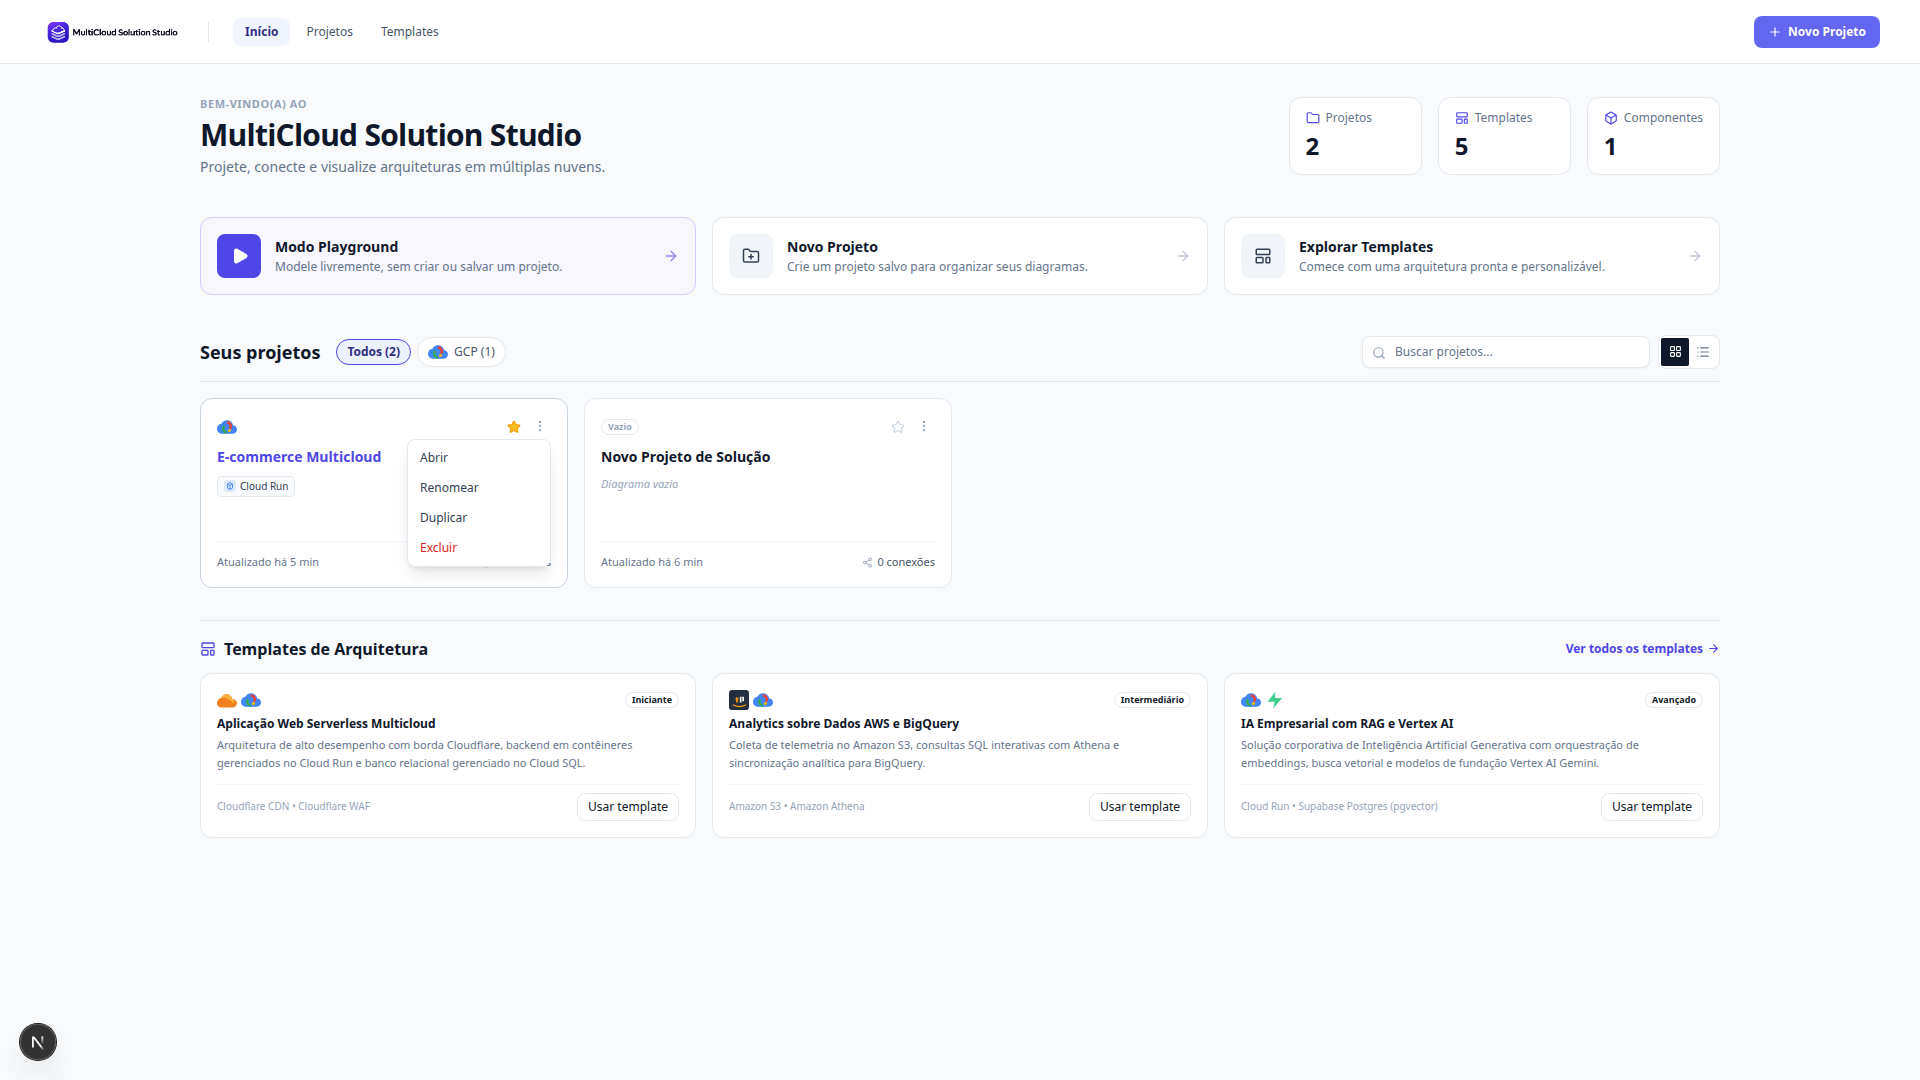 MultiCloud Solution Studio
Início
Projetos
Templates
Novo Projeto
BEM-VINDO(A) AO
MultiCloud Solution Studio
Projete, conecte e visualize arquiteturas em múltiplas nuvens.
Projetos
2
Templates
5
Componentes
1
Modo Playground
Modele livremente, sem criar ou salvar um projeto.
Novo Projeto
Crie um projeto salvo para organizar seus diagramas.
Explorar Templates
Comece com uma arquitetura pronta e personalizável.
Seus projetos
Todos (2)
GCP (1)
Buscar projetos...
E-commerce Multicloud
Cloud Run
Atualizado há 5 min
Abrir
Renomear
Duplicar
Excluir
Vazio
Novo Projeto de Solução
Diagrama vazio
Atualizado há 6 min
0 conexões
Templates de Arquitetura
Ver todos os templates
Iniciante
Aplicação Web Serverless Multicloud
Arquitetura de alto desempenho com borda Cloudflare, backend em contêineres
gerenciados no Cloud Run e banco relacional gerenciado no Cloud SQL.
Cloudflare CDN • Cloudflare WAF
Usar template
Intermediário
Analytics sobre Dados AWS e BigQuery
Coleta de telemetria no Amazon S3, consultas SQL interativas com Athena e
sincronização analítica para BigQuery.
Amazon S3 • Amazon Athena
Usar template
Avançado
IA Empresarial com RAG e Vertex AI
Solução corporativa de Inteligência Artificial Generativa com orquestração de
embeddings, busca vetorial e modelos de fundação Vertex AI Gemini.
Cloud Run • Supabase Postgres (pgvector)
Usar template
N